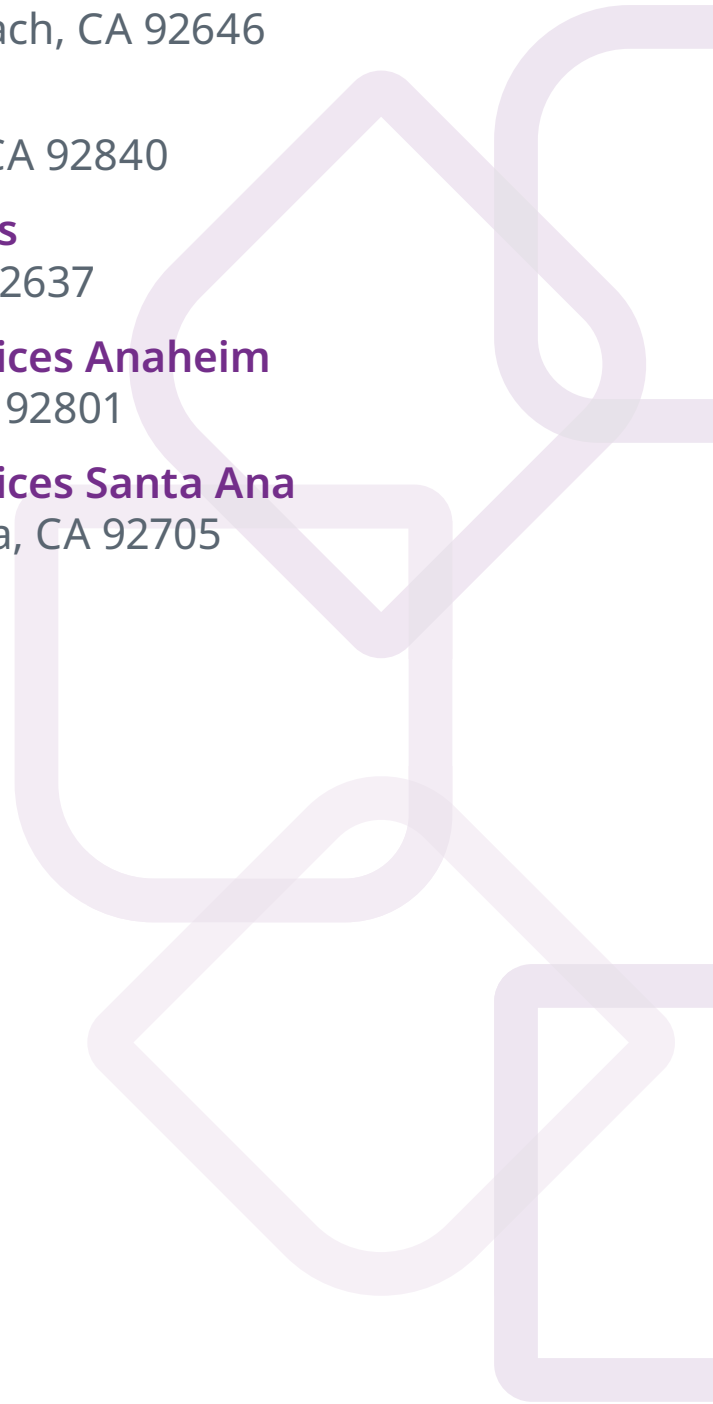 ach, CA 92646
CA 92840
s
2637
ices Anaheim
92801
ices Santa Ana
a, CA 92705